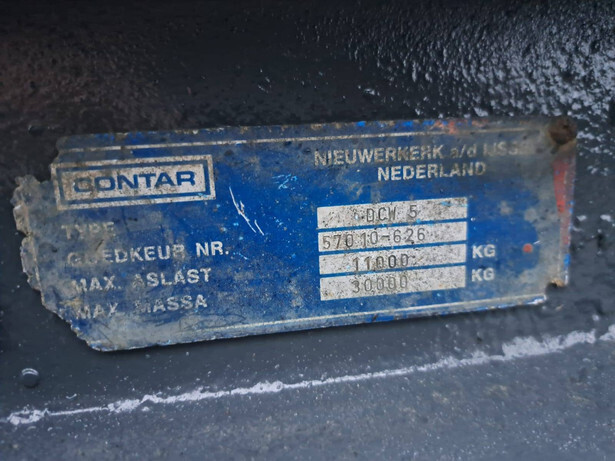 CONTAR
NIEUWERKERK a/d IJSSEL
NEDERLAND
TYPE DCW 5
GOEDKEUR NR. 57010-626
MAX. ASLAST 11000 KG
MAX. MASSA 30000 KG